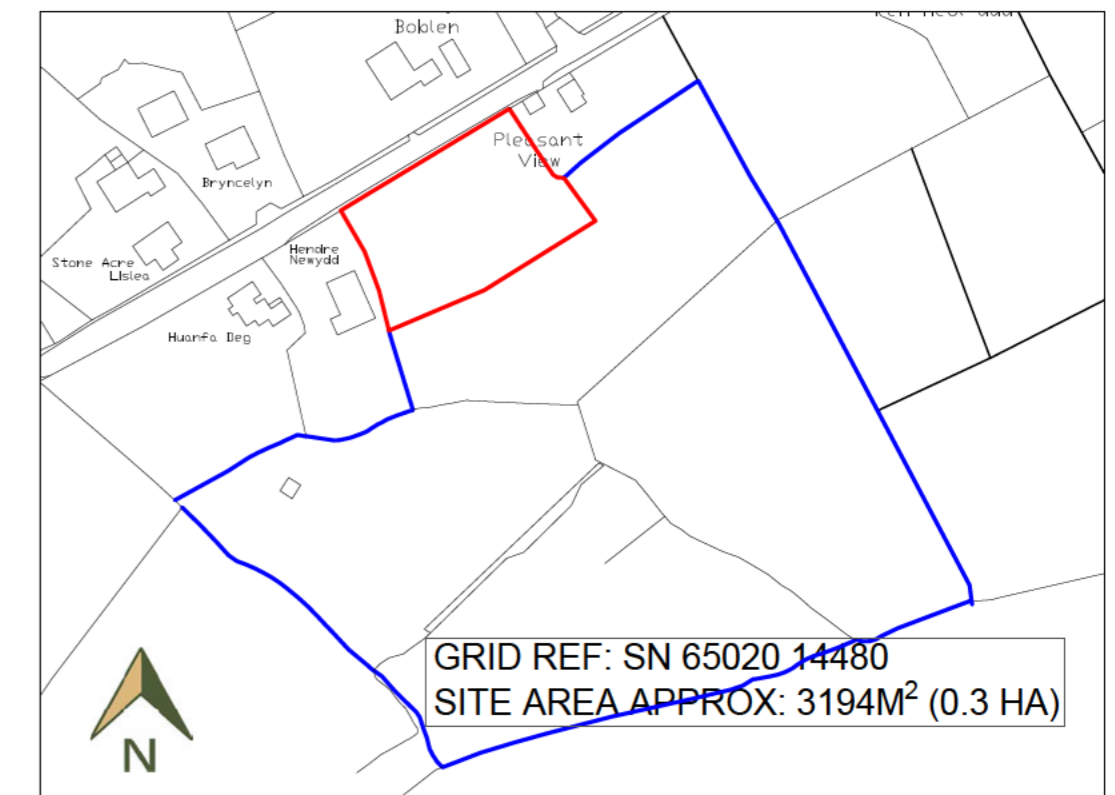 Boblen
Pleasant
View
Bryncelyn
Hendre
Newydd
Stone Acre
LIslea
Huanfa Deg
GRID REF: SN 65020 14480
SITE AREA APPROX: 3194M² (0.3 HA)
N